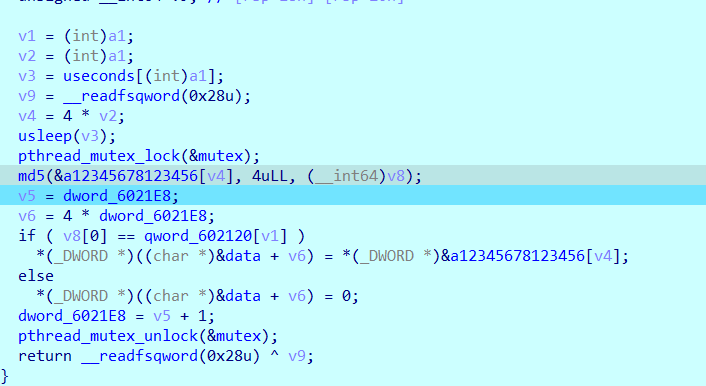 v1 = (int)a1;
v2 = (int)a1;
v3 = useconds[(int)a1];
v9 = __readfsqword(0x28u);
v4 = 4 * v2;
usleep(v3);
pthread_mutex_lock(&mutex);
md5(&a12345678123456[v4], 4uLL, (__int64)v8);
v5 = dword_6021E8;
v6 = 4 * dword_6021E8;
if ( v8[0] == qword_602120[v1] )
*(_DWORD *)((char *)&data + v6) = *(_DWORD *)&a12345678123456[v4];
else
*(_DWORD *)((char *)&data + v6) = 0;
dword_6021E8 = v5 + 1;
pthread_mutex_unlock(&mutex);
return __readfsqword(0x28u) ^ v9;
}